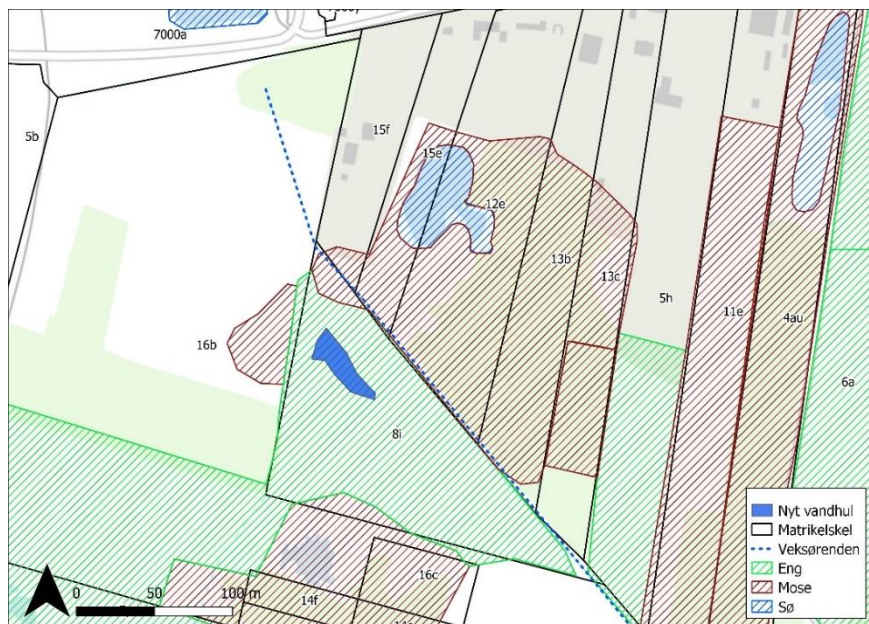 7000a
5b
15f
15e
12e
13b
13c
5h
11e
4au
6a
16b
8i
16c
14f
0 50 100 m
Nyt vandhul
Matrikelskel
Veksørenden
Eng
Mose
Sø